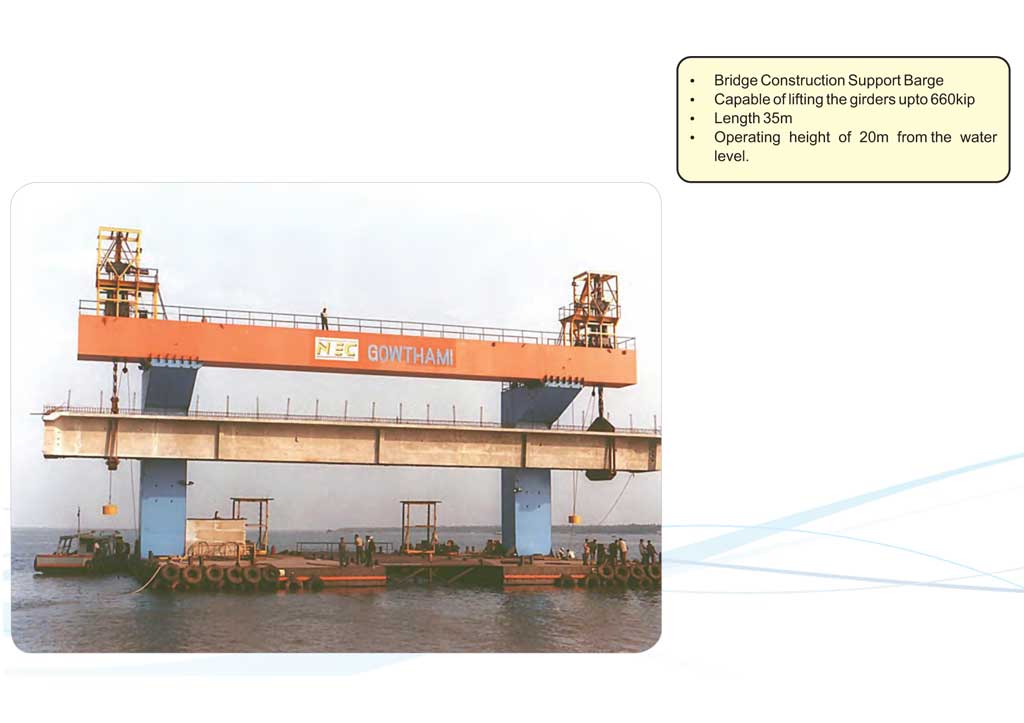 • Bridge Construction Support Barge
• Capable of lifting the girders upto 660kip
• Length 35m
• Operating height of 20m from the water
level.
NEC GOWTHAMI